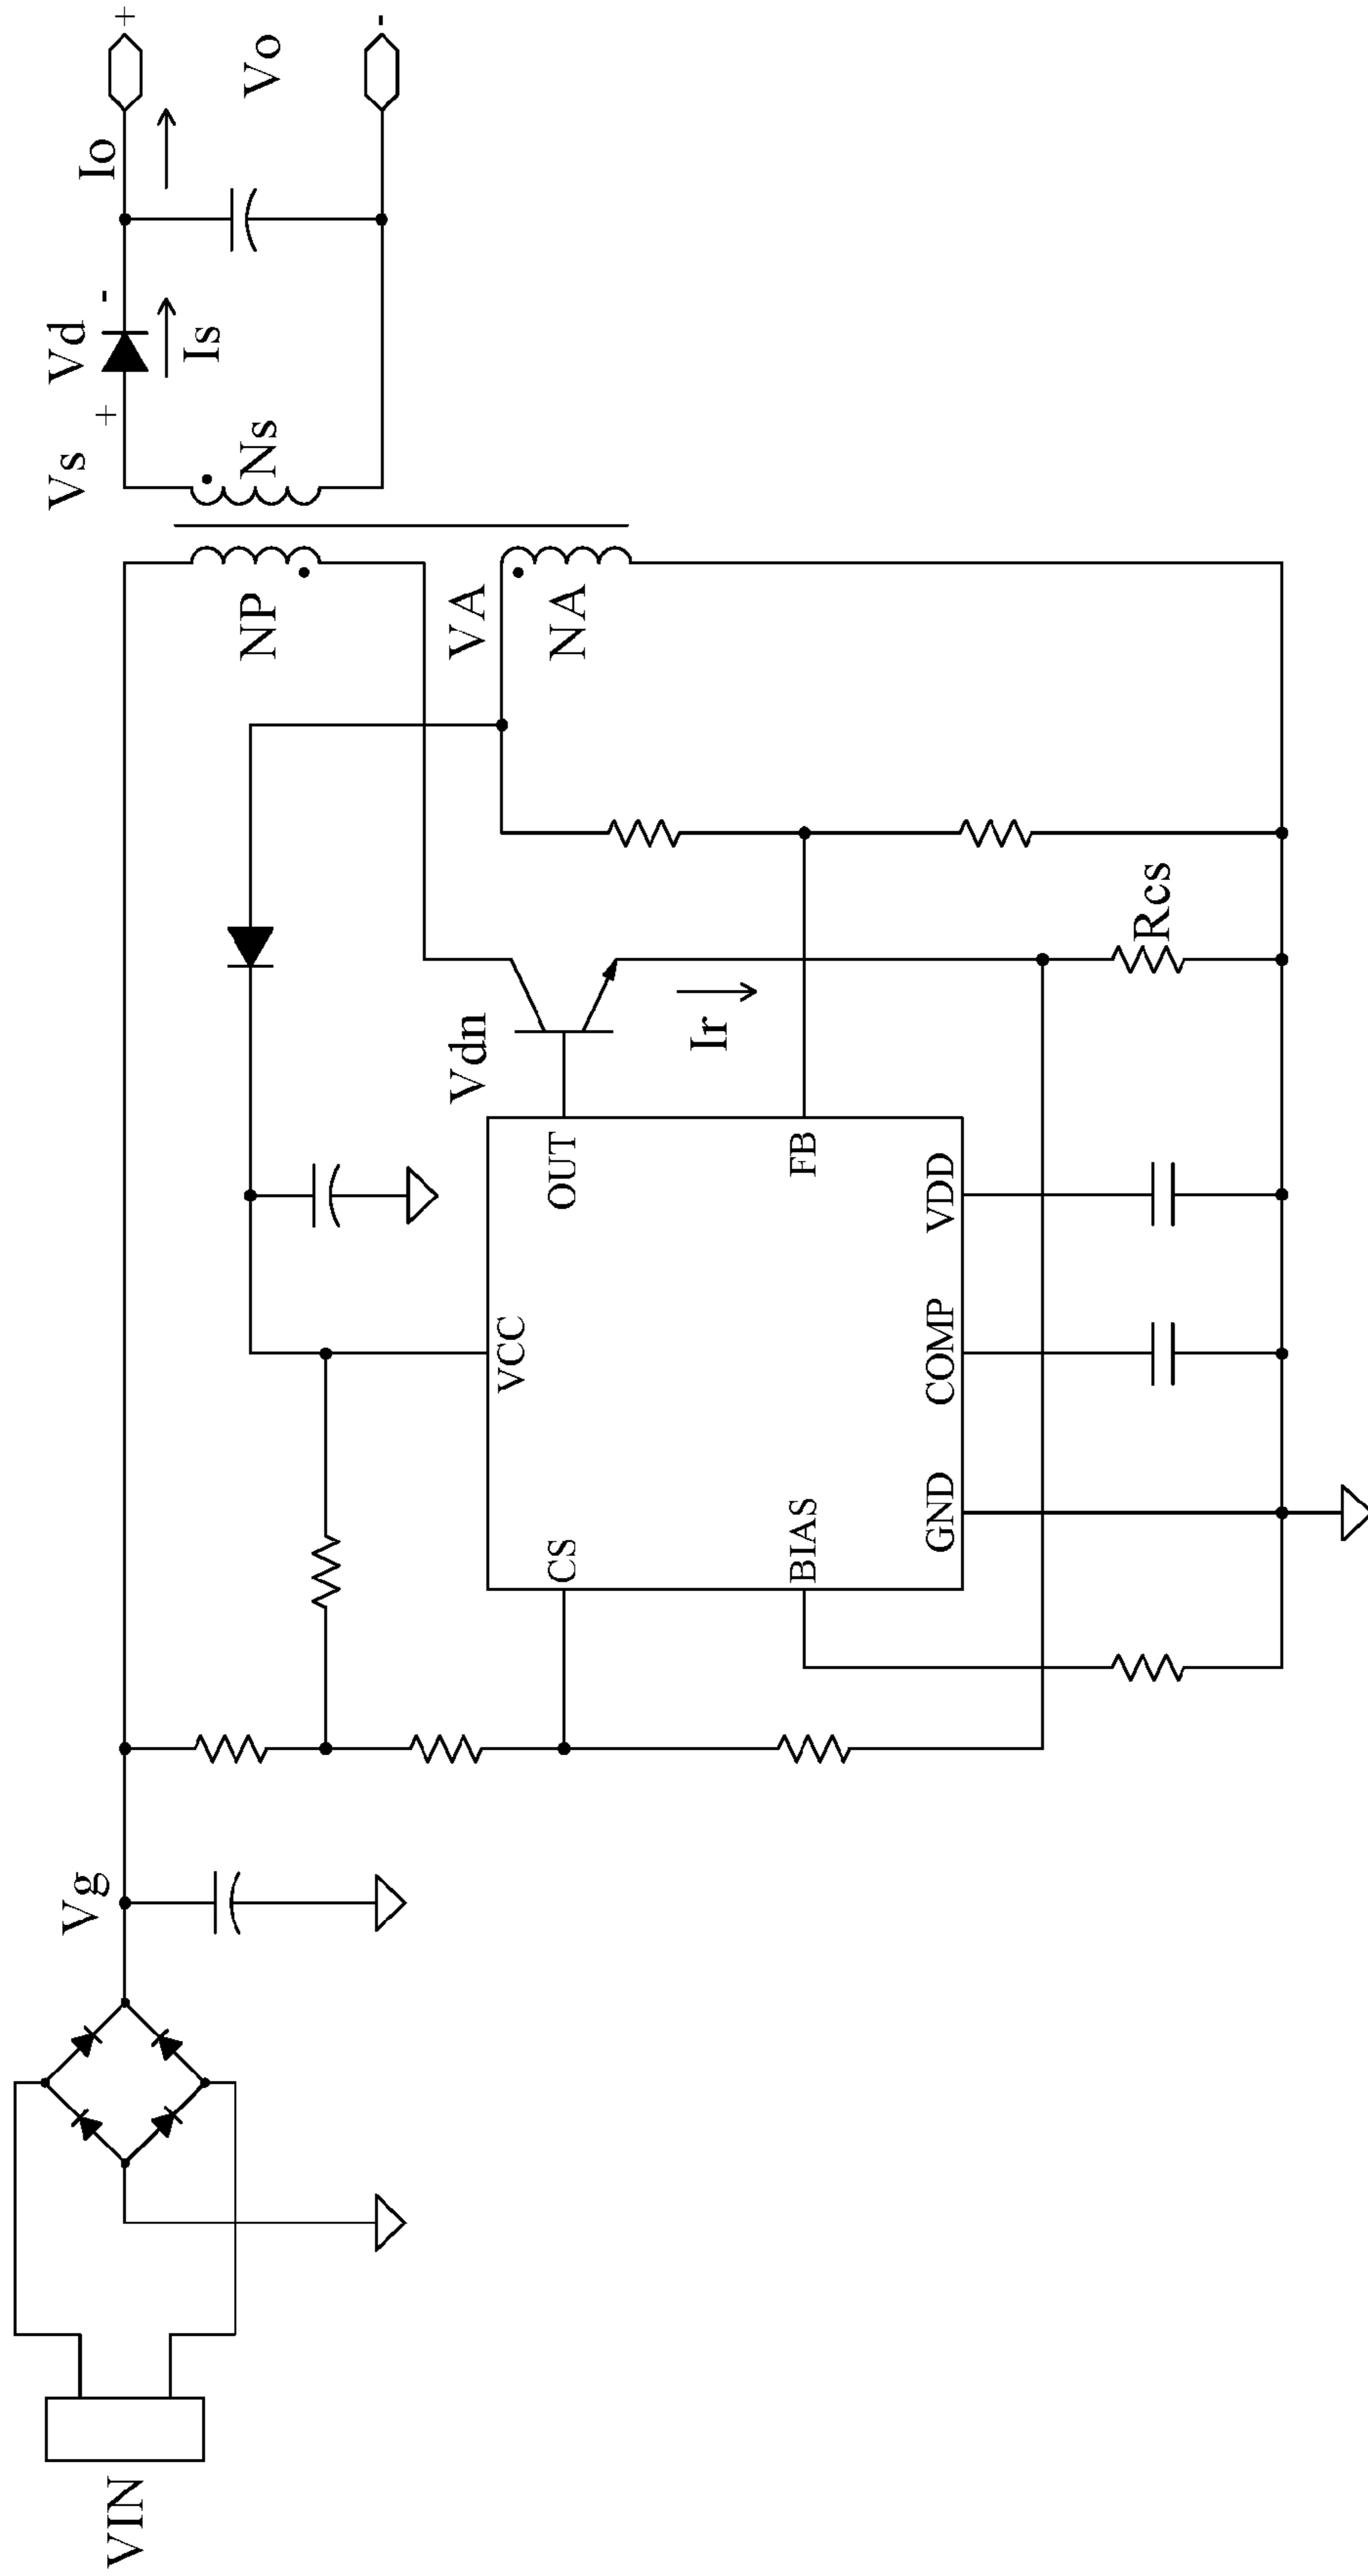 VIN
Vg
VCC
CS
OUT
BIAS
FB
GND
COMP
VDD
Vdn
Ir
Rcs
NP
VA
NA
Vs
+
Vd
-
Ns
Is
Io
+
Vo
-